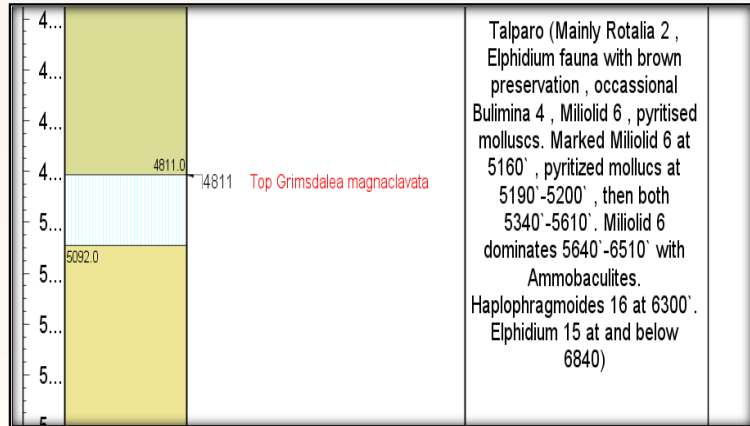 4...
4...
4...
4...
5...
5...
5...
5...
5
4811.0
5092.0
4811 Top Grimsdalea magnaclavata
Talparo (Mainly Rotalia 2 ,
Elphidium fauna with brown
preservation , occassional
Bulimina 4 , Miliolid 6 , pyritised
molluscs. Marked Miliolid 6 at
5160` , pyritized mollucs at
5190`-5200` , then both
5340`-5610`. Miliolid 6
dominates 5640`-6510` with
Ammobaculites.
Haplophragmoides 16 at 6300`.
Elphidium 15 at and below
6840)